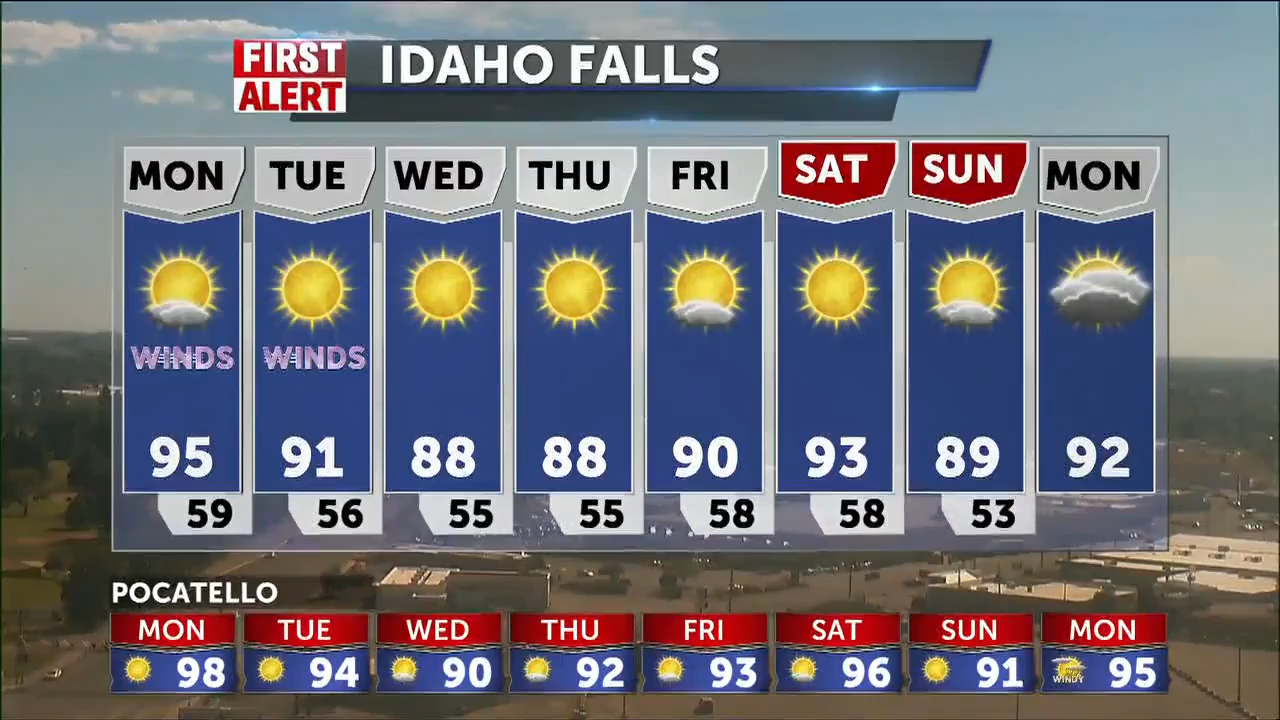 FIRST ALERT
IDAHO FALLS
MON TUE WED THU FRI SAT SUN MON
WINDS WINDS
95 91 88 88 90 93 89 92
59 56 55 55 58 58 53
POCATELLO
MON TUE WED THU FRI SAT SUN MON
98 94 90 92 93 96 91 95
WINDY